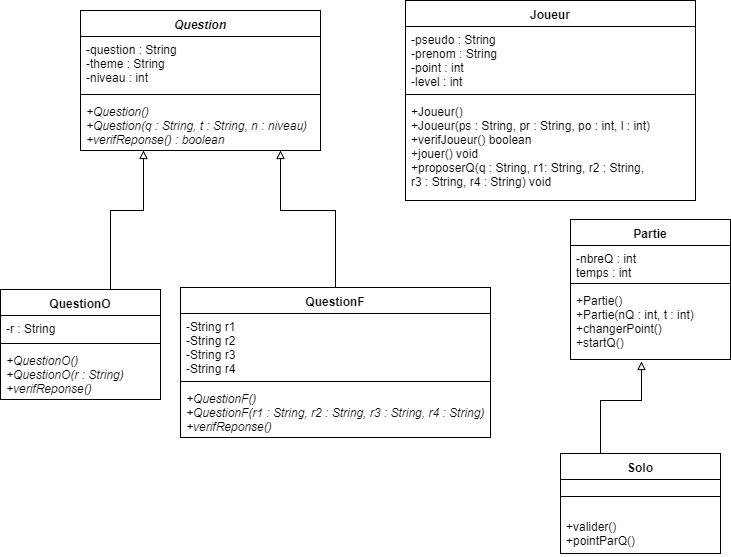 Question
-question : String
-theme : String
-niveau : int
+Question()
+Question(q : String, t : String, n : niveau)
+verifReponse() : boolean
Joueur
-pseudo : String
-prenom : String
-point : int
-level : int
+Joueur()
+Joueur(ps : String, pr : String, po : int, l : int)
+verifJoueur() boolean
+jouer() void
+proposerQ(q : String, r1: String, r2 : String,
r3 : String, r4 : String) void
Partie
-nbreQ : int
temps : int
+Partie()
+Partie(nQ : int, t : int)
+changerPoint()
+startQ()
QuestionO
-r : String
+QuestionO()
+QuestionO(r : String)
+verifReponse()
QuestionF
-String r1
-String r2
-String r3
-String r4
+QuestionF()
+QuestionF(r1 : String, r2 : String, r3 : String, r4 : String)
+verifReponse()
Solo
+valider()
+pointParQ()